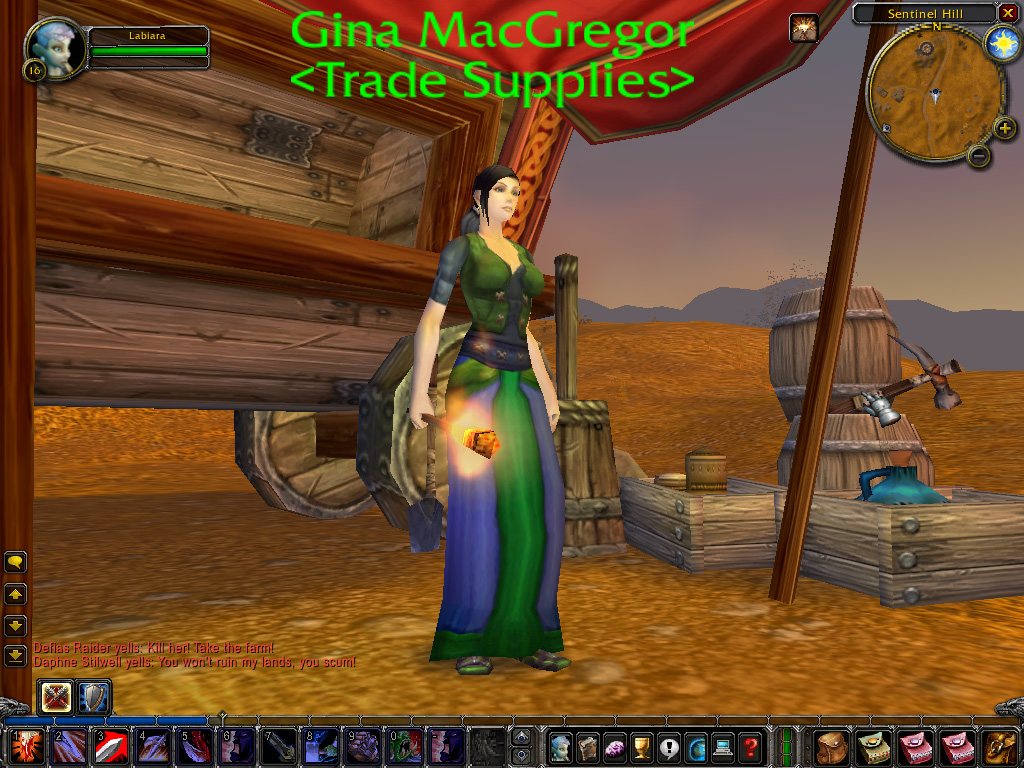 Gina MacGregor
<Trade Supplies>
Labiara
16
Sentinel Hill
N
Defias Raider yells: Kill her! Take the farm!
Daphne Stilwell yells: You won't ruin my lands, you scum!
1 2 3 4 5 6 7 8 9 0 -